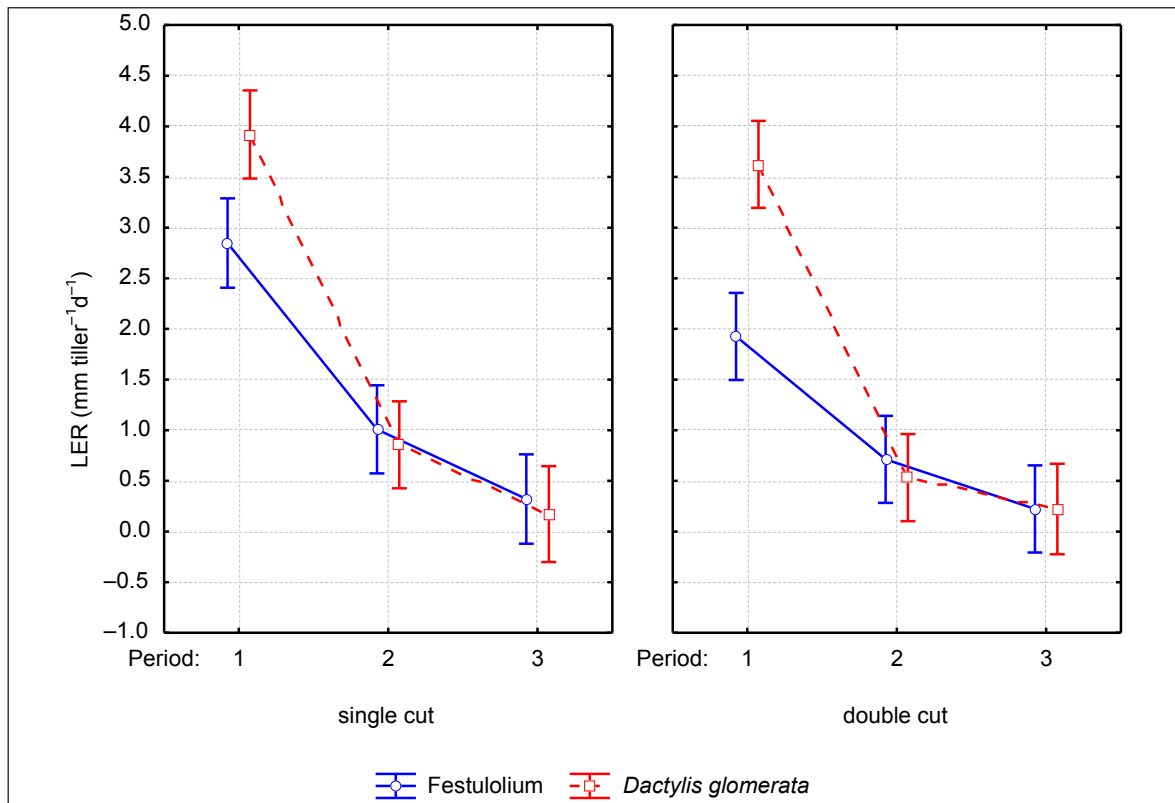 5.0
4.5
4.0
3.5
3.0
2.5
2.0
1.5
1.0
0.5
0.0
–0.5
–1.0
LER (mm tiller⁻¹d⁻¹)
Period: 1 2 3
Period: 1 2 3
single cut
double cut
Festulolium
Dactylis glomerata